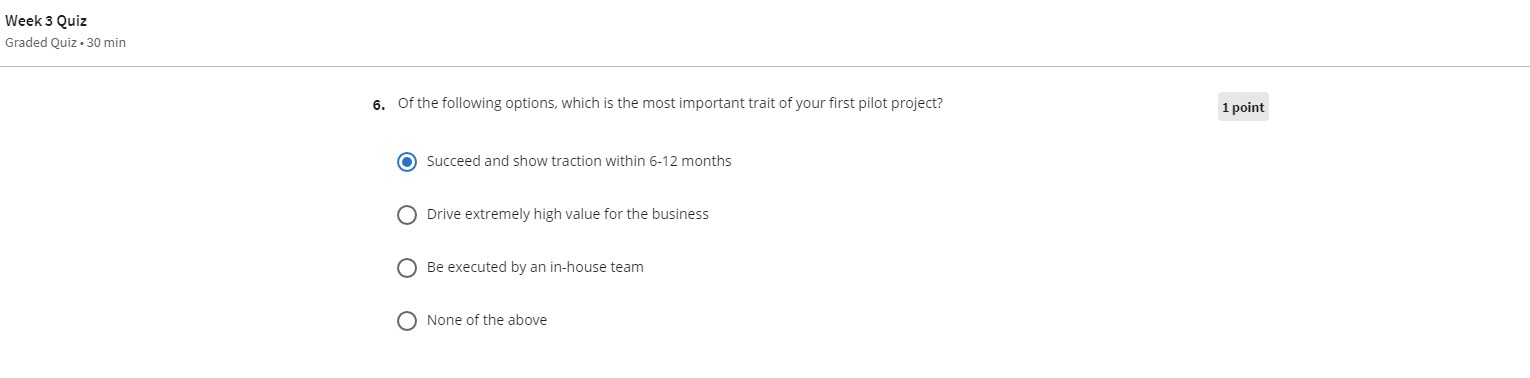 Week 3 Quiz
Graded Quiz • 30 min
6. Of the following options, which is the most important trait of your first pilot project?
1 point
Succeed and show traction within 6-12 months
Drive extremely high value for the business
Be executed by an in-house team
None of the above